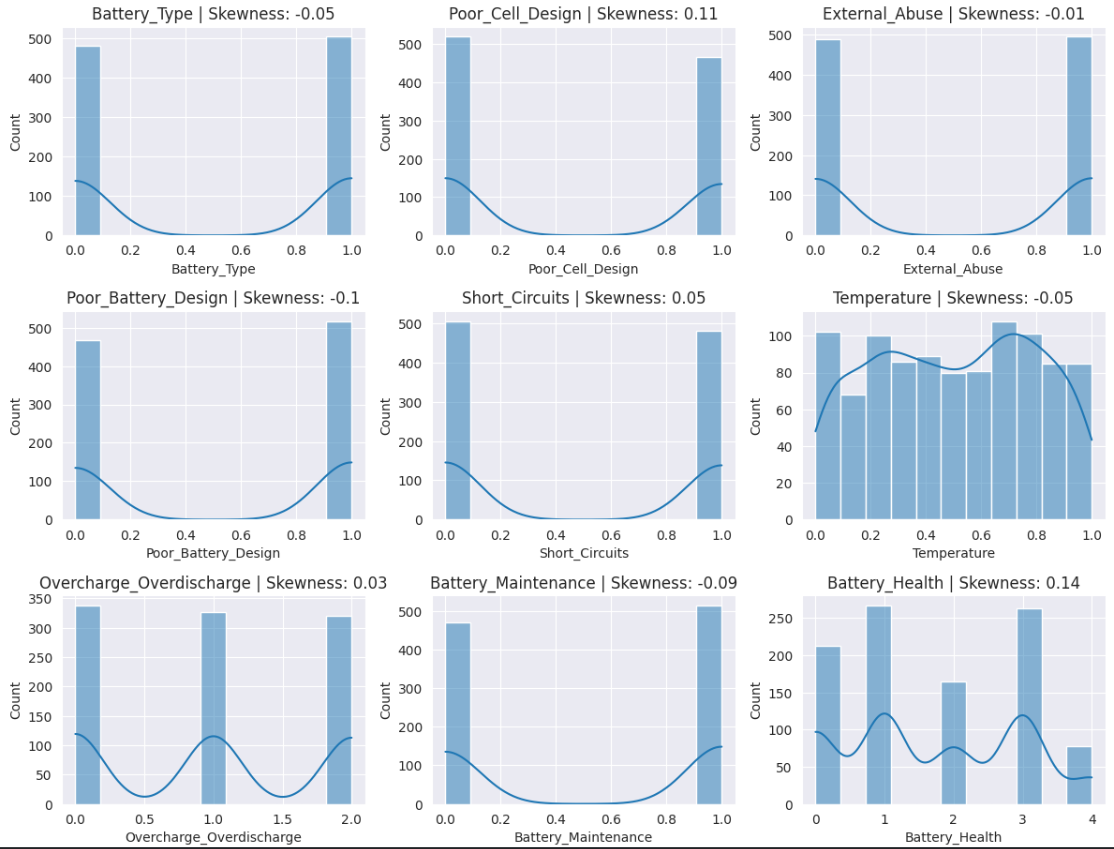 Battery_Type | Skewness: -0.05
500
400
300
200
100
0
Count
0.0 0.2 0.4 0.6 0.8 1.0
Battery_Type
Poor_Cell_Design | Skewness: 0.11
500
400
300
200
100
0
Count
0.0 0.2 0.4 0.6 0.8 1.0
Poor_Cell_Design
External_Abuse | Skewness: -0.01
500
400
300
200
100
0
Count
0.0 0.2 0.4 0.6 0.8 1.0
External_Abuse
Poor_Battery_Design | Skewness: -0.1
500
400
300
200
100
0
Count
0.0 0.2 0.4 0.6 0.8 1.0
Poor_Battery_Design
Short_Circuits | Skewness: 0.05
500
400
300
200
100
0
Count
0.0 0.2 0.4 0.6 0.8 1.0
Short_Circuits
Temperature | Skewness: -0.05
100
80
60
40
20
0
Count
0.0 0.2 0.4 0.6 0.8 1.0
Temperature
Overcharge_Overdischarge | Skewness: 0.03
350
300
250
200
150
100
50
0
Count
0.0 0.5 1.0 1.5 2.0
Overcharge_Overdischarge
Battery_Maintenance | Skewness: -0.09
500
400
300
200
100
0
Count
0.0 0.2 0.4 0.6 0.8 1.0
Battery_Maintenance
Battery_Health | Skewness: 0.14
250
200
150
100
50
0
Count
0 1 2 3 4
Battery_Health